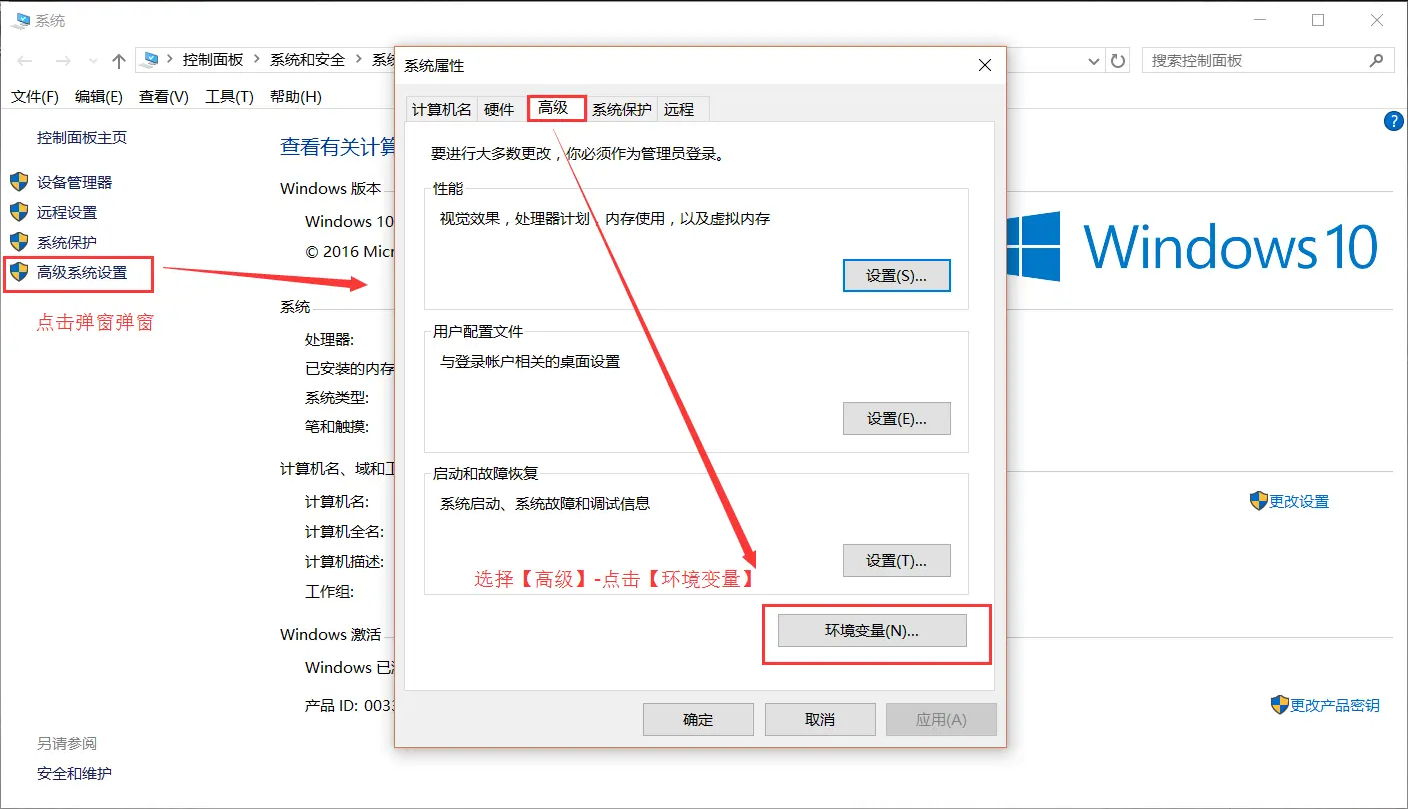 系统
控制面板 > 系统和安全 > 系统
搜索控制面板
文件(F) 编辑(E) 查看(V) 工具(T) 帮助(H)
控制面板主页
设备管理器
远程设置
系统保护
高级系统设置
点击弹窗弹窗
另请参阅
安全和维护
查看有关计算
Windows 版本
Windows 10
© 2016 Micr
系统
处理器:
已安装的内存
系统类型:
笔和触摸:
计算机名、域和工
计算机名:
计算机全名:
计算机描述:
工作组:
Windows 激活
Windows 已
产品 ID: 003
系统属性
计算机名 硬件 高级 系统保护 远程
要进行大多数更改，你必须作为管理员登录。
性能
视觉效果，处理器计划，内存使用，以及虚拟内存
设置(S)...
用户配置文件
与登录帐户相关的桌面设置
设置(E)...
启动和故障恢复
系统启动、系统故障和调试信息
设置(T)...
选择【高级】-点击【环境变量】
环境变量(N)...
确定 取消 应用(A)
?
Windows 10
更改设置
更改产品密钥